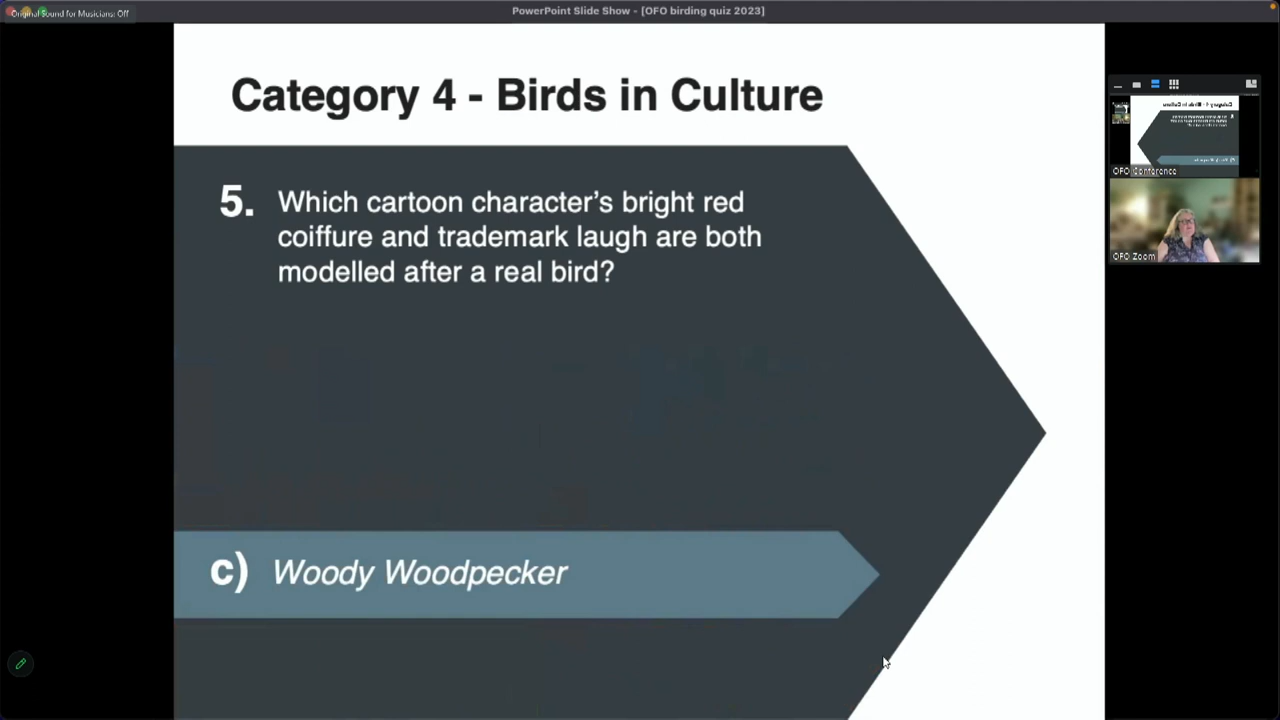 Original Sound for Musicians: Off
PowerPoint Slide Show - [OFO birding quiz 2023]
Category 4 - Birds in Culture
5. Which cartoon character’s bright red
coiffure and trademark laugh are both
modelled after a real bird?
c) Woody Woodpecker
OFO Conference
OFO Zoom